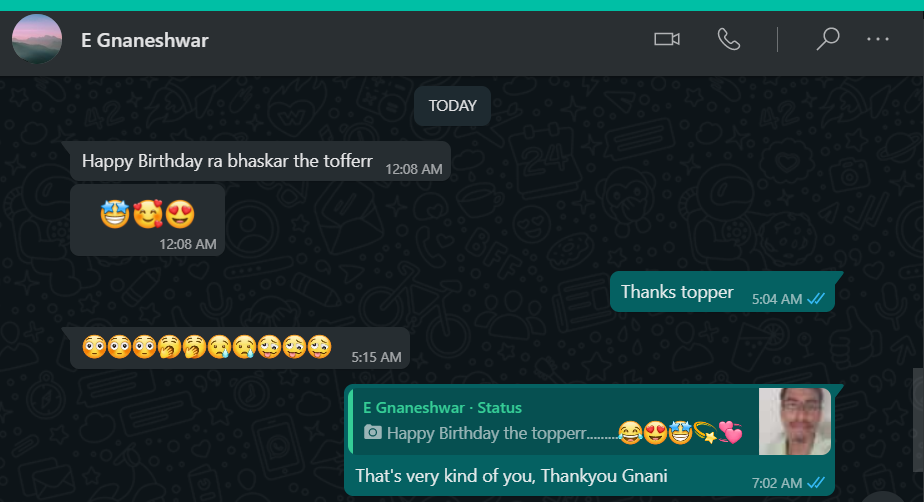 E Gnaneshwar
TODAY
Happy Birthday ra bhaskar the tofferr 12:08 AM
🤩🥰😍
12:08 AM
Thanks topper 5:04 AM
😳😳😳🥱🥱😢😢🤪🤪🤪 5:15 AM
E Gnaneshwar · Status
Happy Birthday the topperr..........😂😍🤩💫💞
That's very kind of you, Thankyou Gnani
7:02 AM